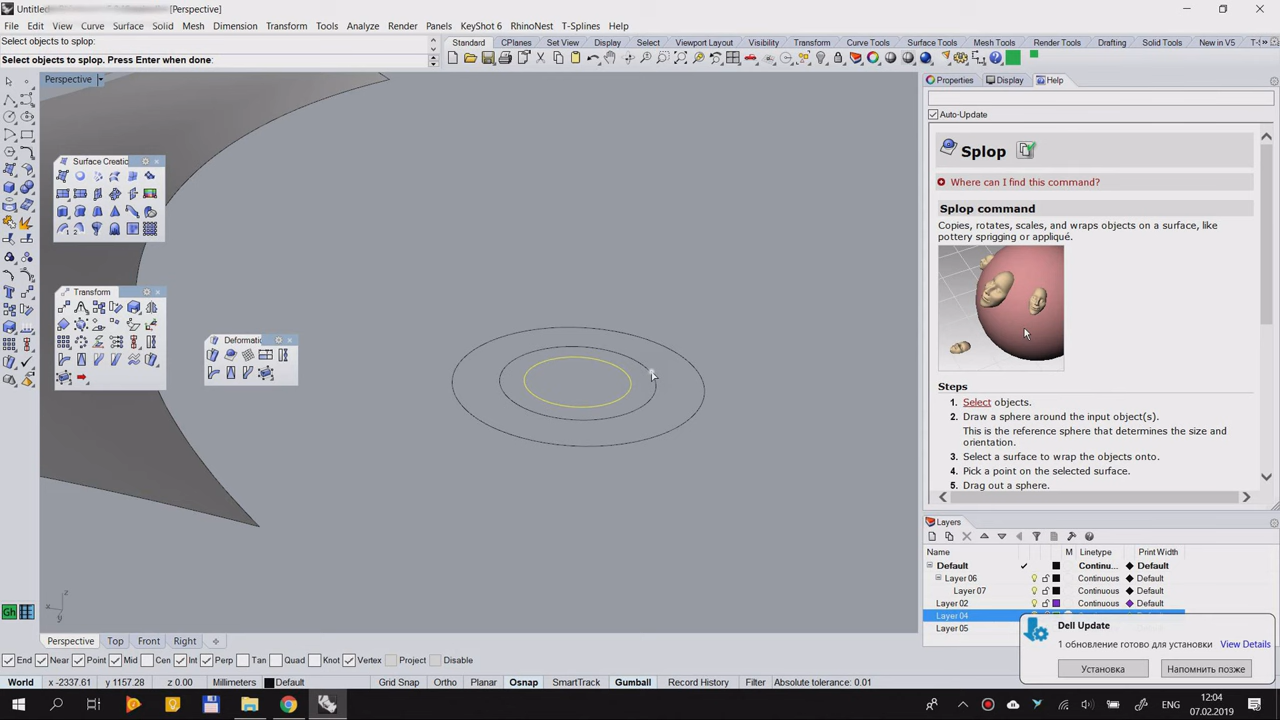 Untitled
[Perspective]
File Edit View Curve Surface Solid Mesh Dimension Transform Tools Analyze Render Panels KeyShot 6 RhinoNest T-Splines Help
Select objects to splop:
Select objects to splop. Press Enter when done:
Standard CPlanes Set View Display Select Viewport Layout Visibility Transform Curve Tools Surface Tools Mesh Tools Render Tools Drafting Solid Tools New in V5
Perspective
Properties Display Help
Auto-Update
Surface Creatic
Splop
Where can I find this command?
Splop command
Copies, rotates, scales, and wraps objects on a surface, like
pottery sprigging or appliqué.
Transform
Deformatic
Steps
1. Select objects.
2. Draw a sphere around the input object(s).
This is the reference sphere that determines the size and
orientation.
3. Select a surface to wrap the objects onto.
4. Pick a point on the selected surface.
5. Drag out a sphere.
Layers
Name M Linetype Print Width
Default Continu... Default
Layer 06 Continuous Default
Layer 07 Continuous Default
Layer 02 Continuous Default
Layer 04
Layer 05
Dell Update
1 обновление готово для установки View Details
Установка Напомнить позже
z
x
y
Gh
Perspective Top Front Right
End Near Point Mid Cen Int Perp Tan Quad Knot Vertex Project Disable
World x -2337.61 y 1157.28 z 0.00 Millimeters Default Grid Snap Ortho Planar Osnap SmartTrack Gumball Record History Filter Absolute tolerance: 0.01
ENG
12:04
07.02.2019